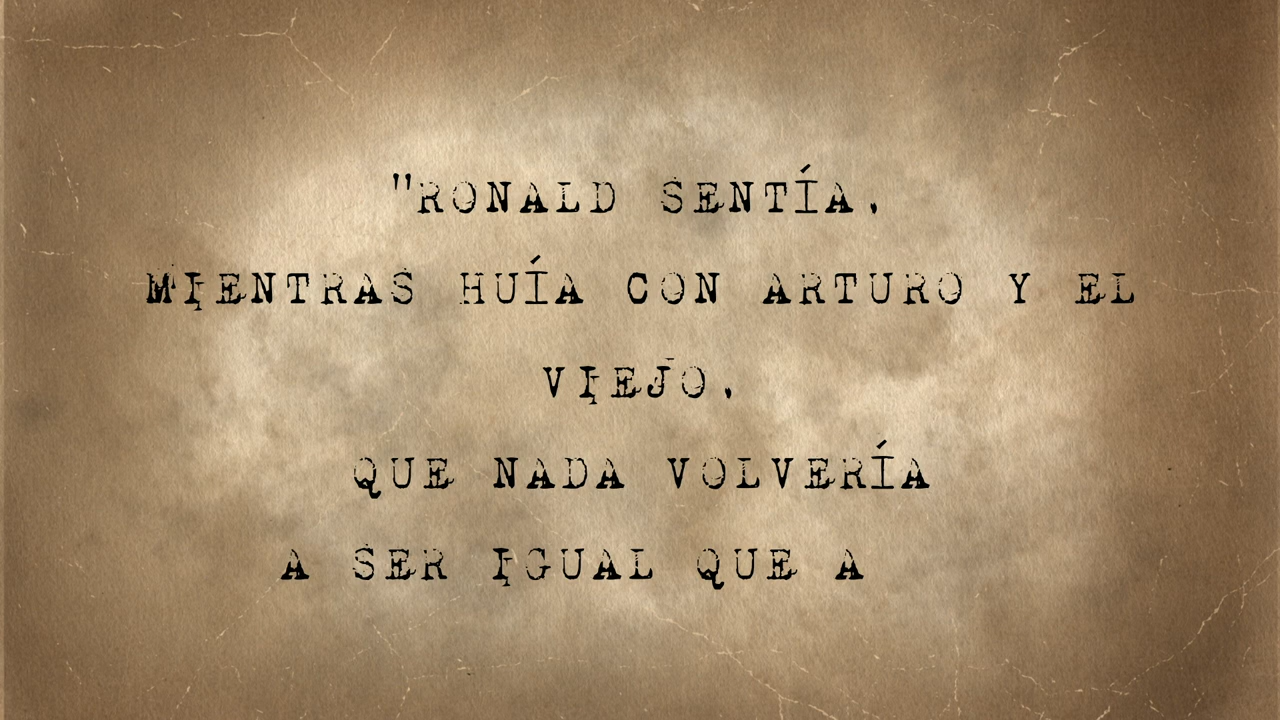 "RONALD SENTÍA,
MIENTRAS HUÍA CON ARTURO Y EL
VIEJO,
QUE NADA VOLVERÍA
A SER IGUAL QUE A